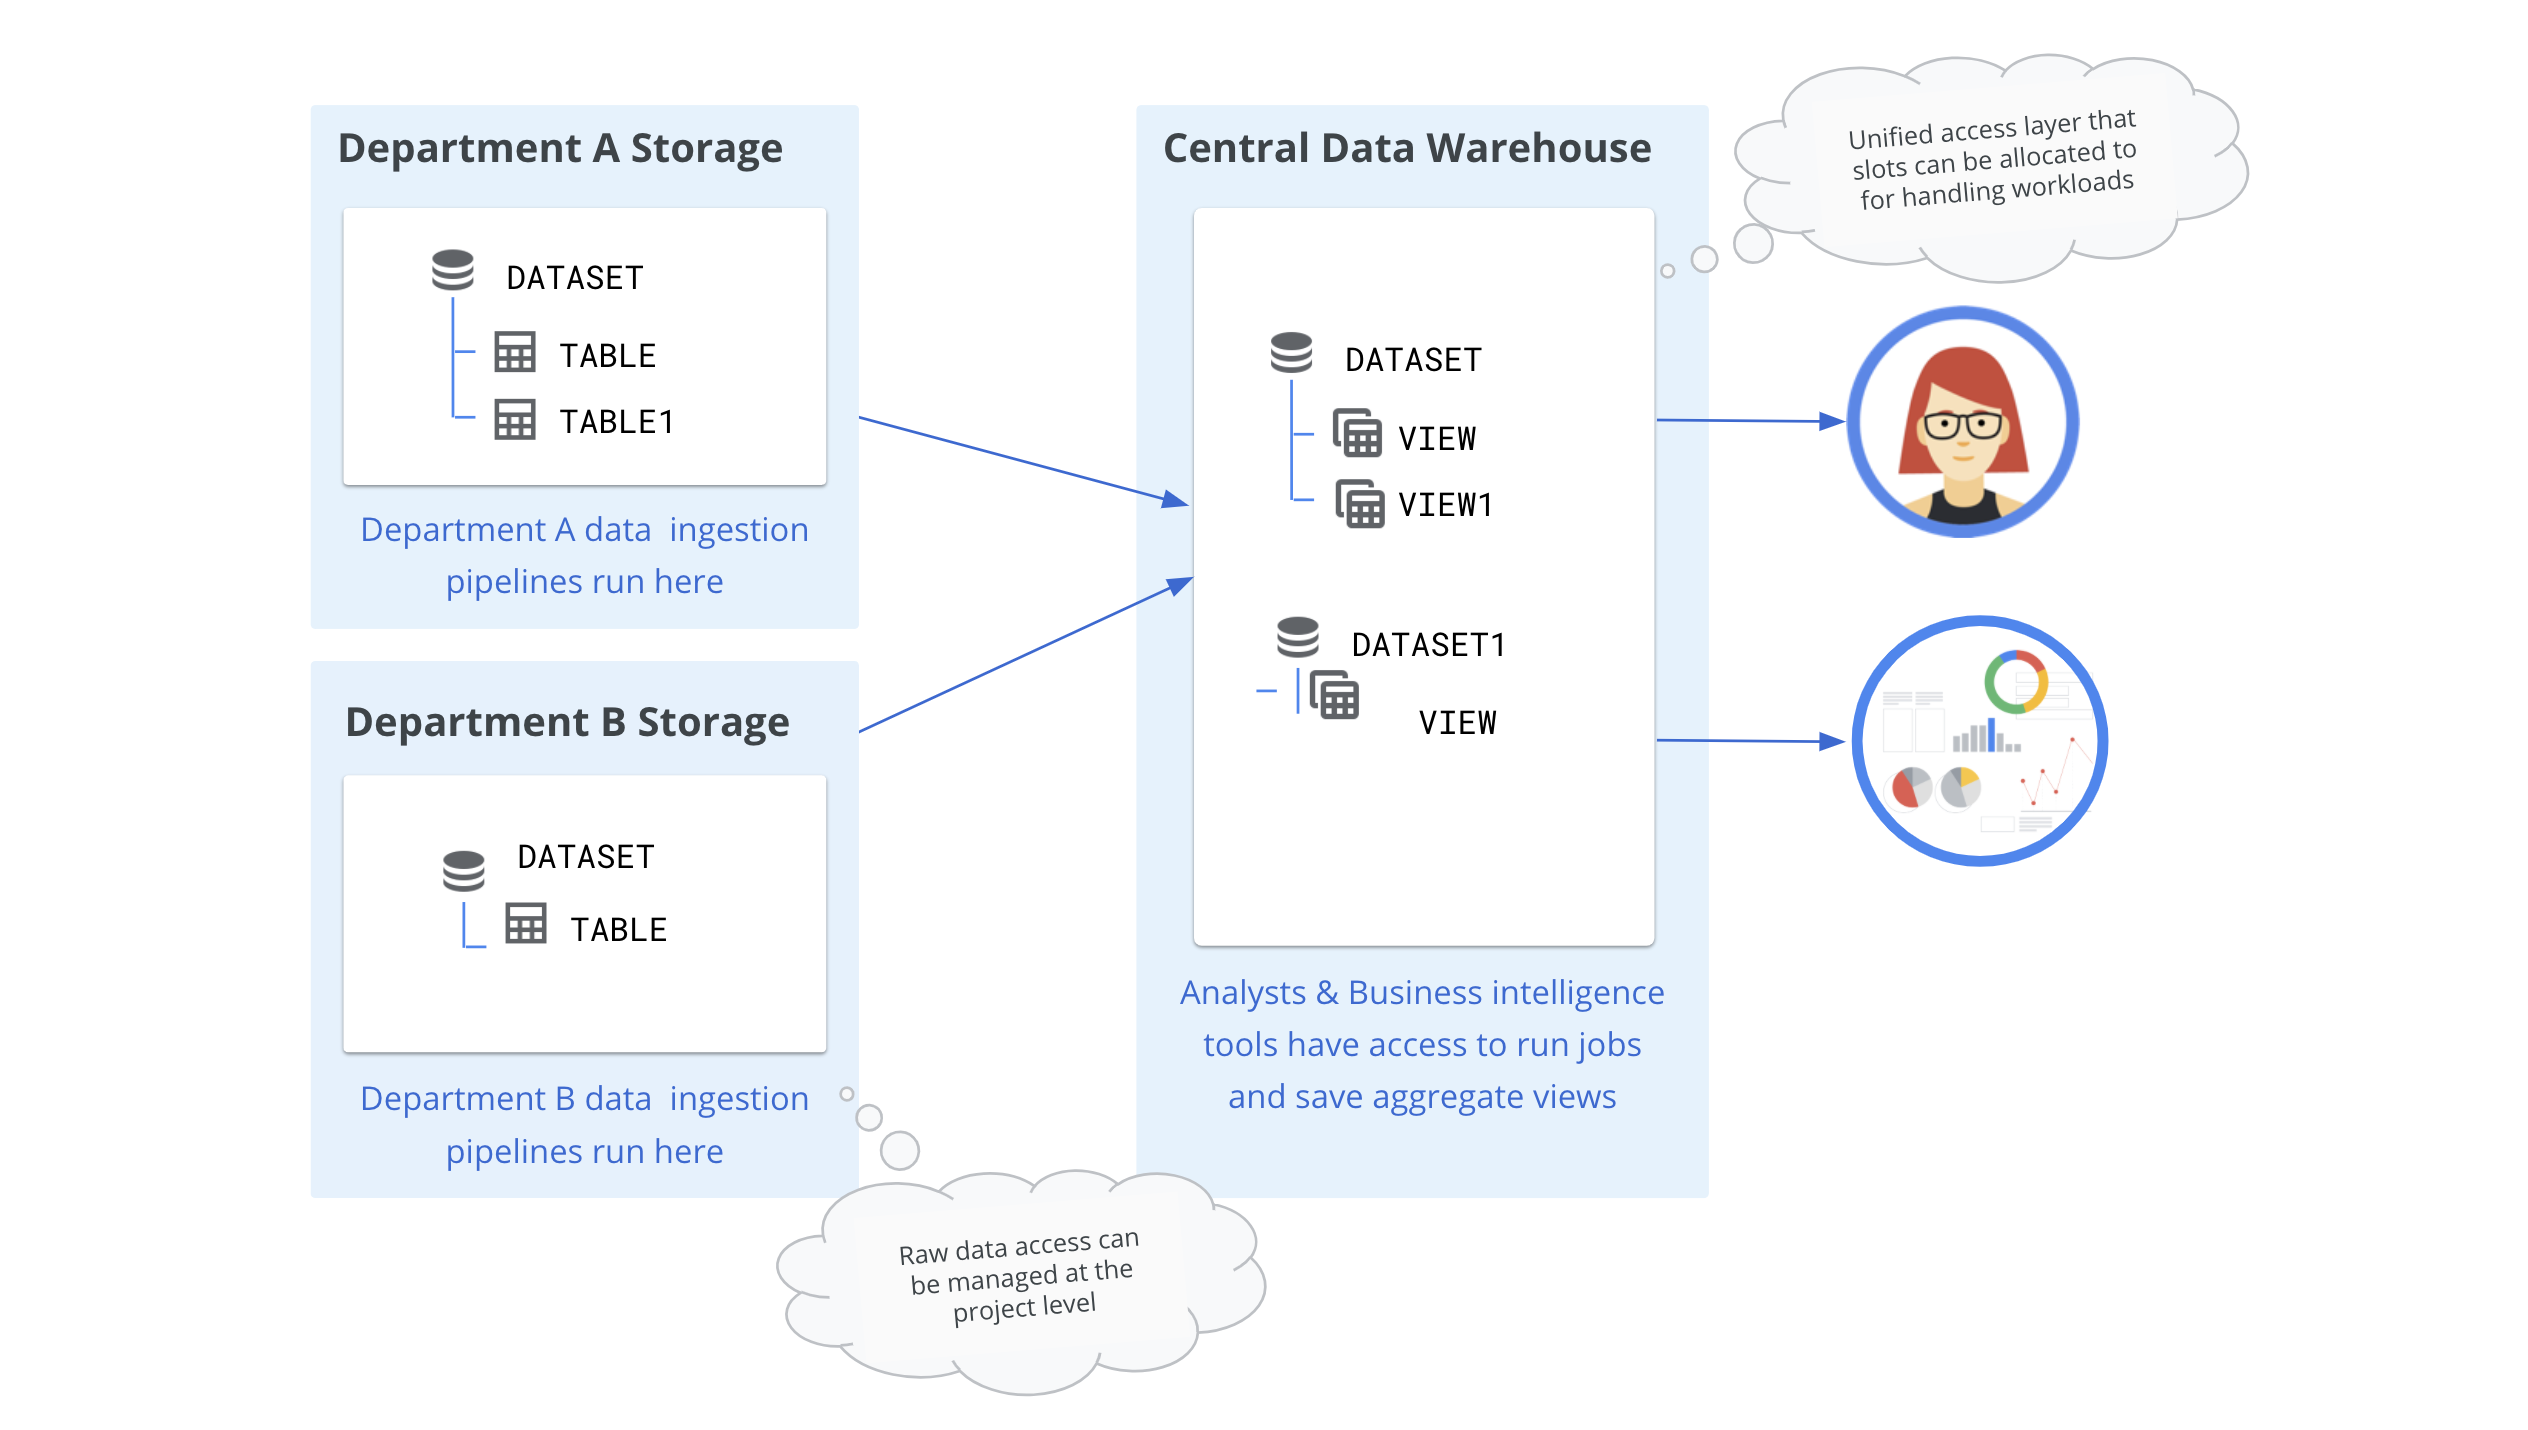 Department A Storage
DATASET
TABLE
TABLE1
Department A data  ingestion
pipelines run here
Department B Storage
DATASET
TABLE
Department B data  ingestion
pipelines run here
Raw data access can
be managed at the
project level
Central Data Warehouse
DATASET
VIEW
VIEW1
DATASET1
VIEW
Analysts & Business intelligence
tools have access to run jobs
and save aggregate views
Unified access layer that
slots can be allocated to
for handling workloads